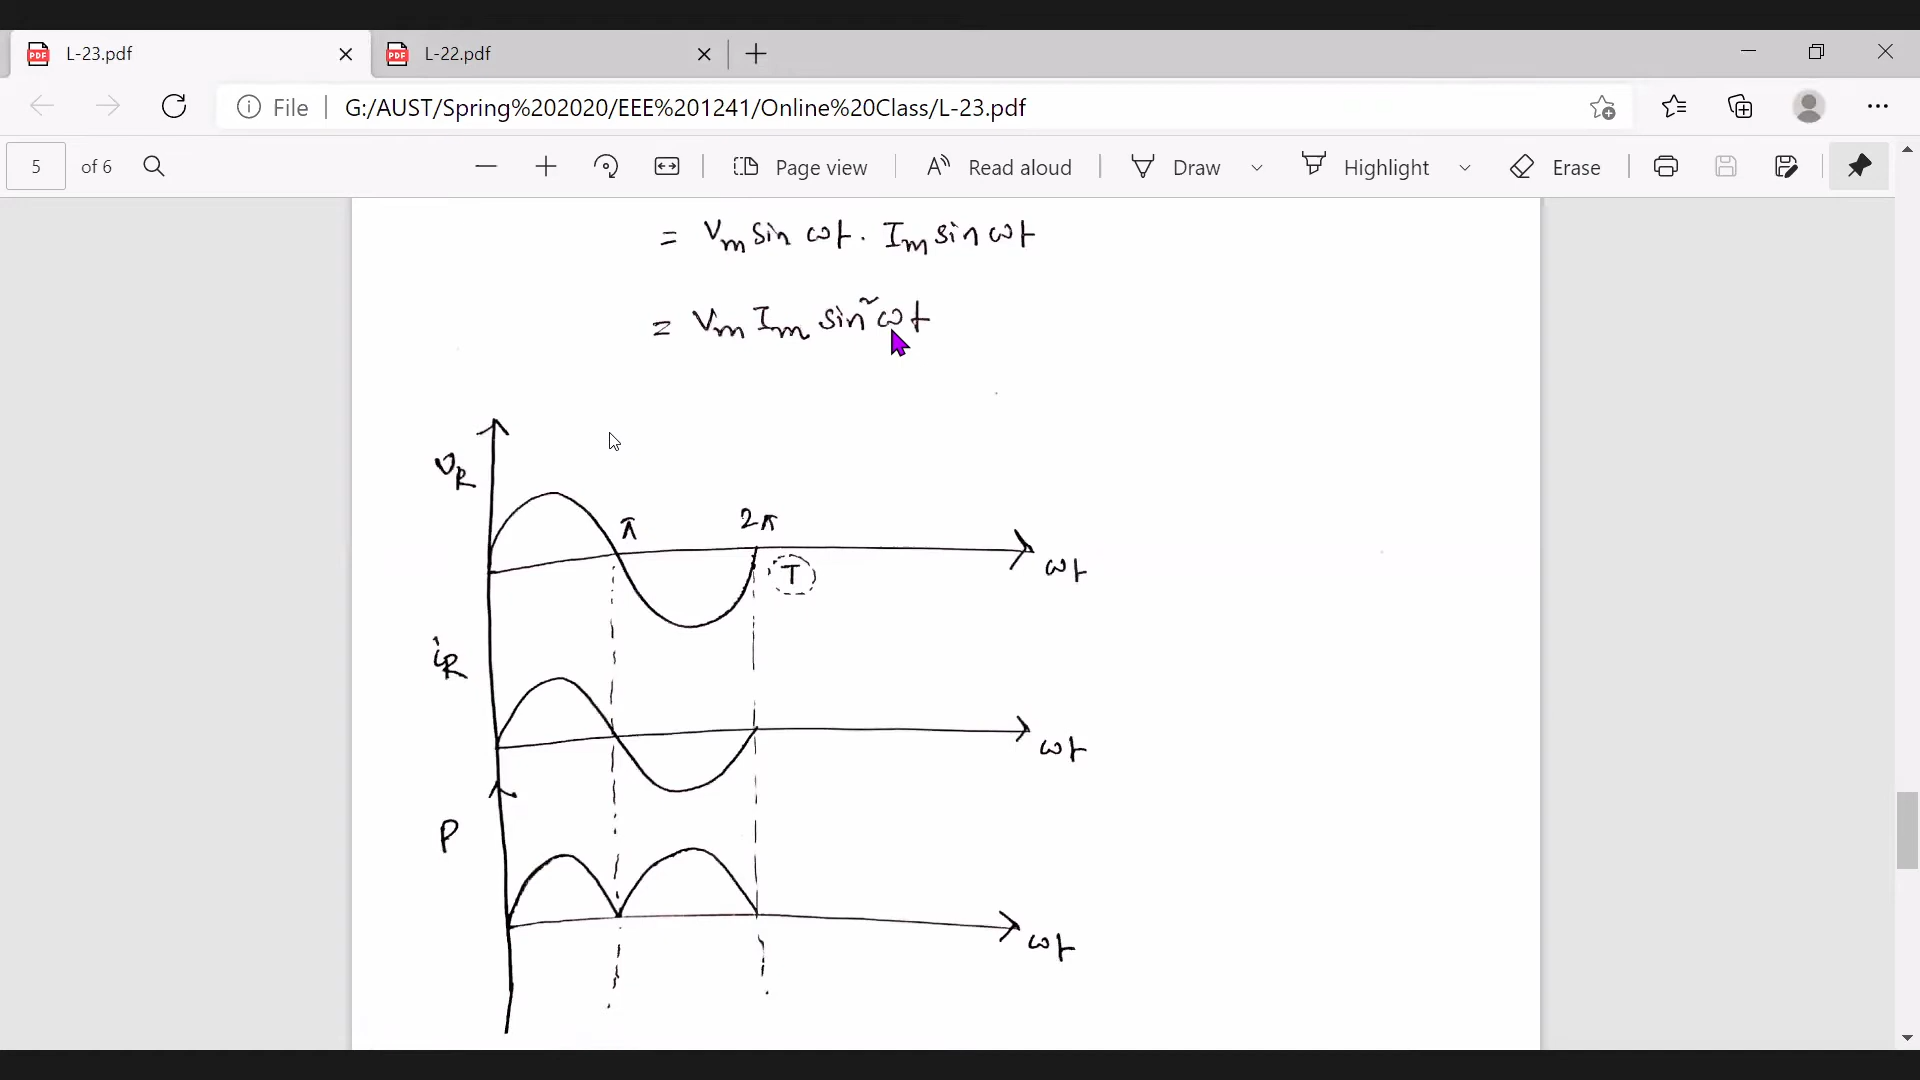 L-23.pdf
L-22.pdf
File
G:/AUST/Spring%202020/EEE%201241/Online%20Class/L-23.pdf
5 of 6
Page view
Read aloud
Draw
Highlight
Erase
= Vm sin ωt . Im sin ωt
= Vm Im sin² ωt
vR
π
2π
T
ωt
iR
ωt
P
ωt